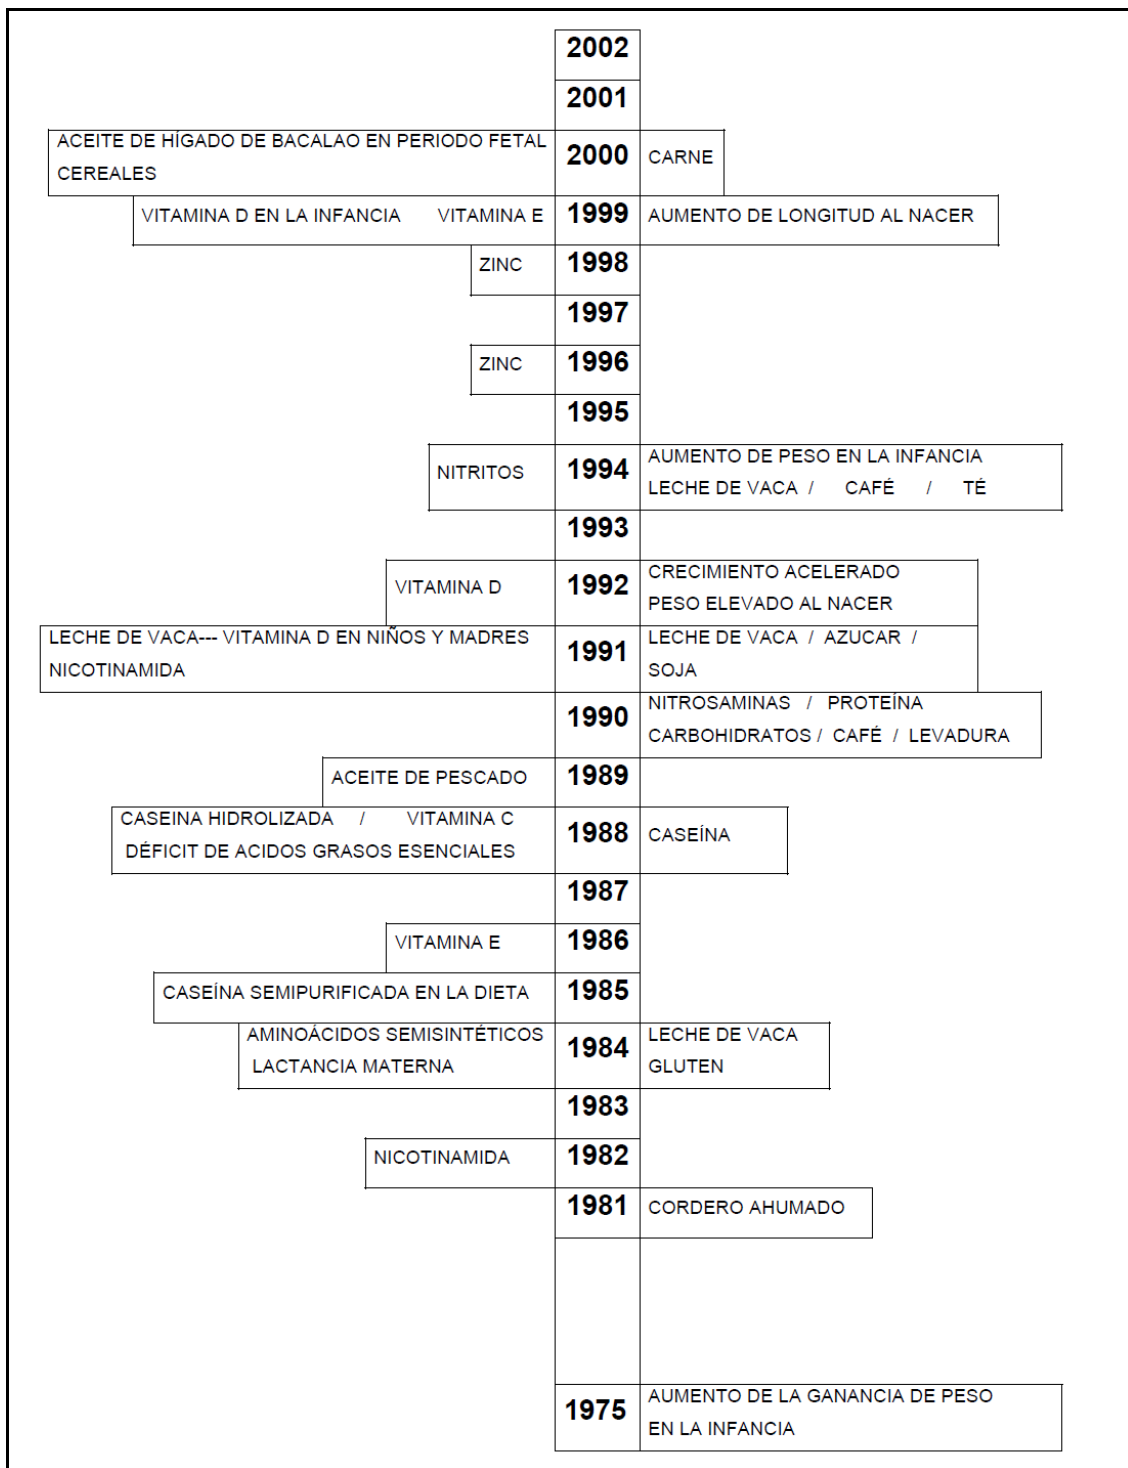 2002
2001
ACEITE DE HÍGADO DE BACALAO EN PERIODO FETAL
CEREALES
2000
CARNE
VITAMINA D EN LA INFANCIA VITAMINA E
1999
AUMENTO DE LONGITUD AL NACER
ZINC
1998
1997
ZINC
1996
1995
NITRITOS
1994
AUMENTO DE PESO EN LA INFANCIA
LECHE DE VACA / CAFÉ / TÉ
1993
VITAMINA D
1992
CRECIMIENTO ACELERADO
PESO ELEVADO AL NACER
LECHE DE VACA--- VITAMINA D EN NIÑOS Y MADRES
NICOTINAMIDA
1991
LECHE DE VACA / AZUCAR /
SOJA
1990
NITROSAMINAS / PROTEÍNA
CARBOHIDRATOS / CAFÉ / LEVADURA
ACEITE DE PESCADO
1989
CASEINA HIDROLIZADA / VITAMINA C
DÉFICIT DE ACIDOS GRASOS ESENCIALES
1988
CASEÍNA
1987
VITAMINA E
1986
CASEÍNA SEMIPURIFICADA EN LA DIETA
1985
AMINOÁCIDOS SEMISINTÉTICOS
LACTANCIA MATERNA
1984
LECHE DE VACA
GLUTEN
1983
NICOTINAMIDA
1982
1981
CORDERO AHUMADO
1975
AUMENTO DE LA GANANCIA DE PESO
EN LA INFANCIA